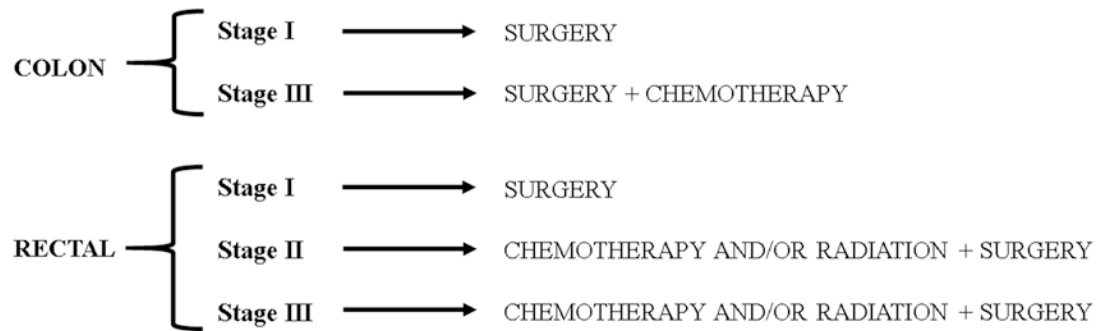 Stage I SURGERY
COLON
Stage III SURGERY + CHEMOTHERAPY
Stage I SURGERY
RECTAL Stage II CHEMOTHERAPY AND/OR RADIATION + SURGERY
Stage III CHEMOTHERAPY AND/OR RADIATION + SURGERY